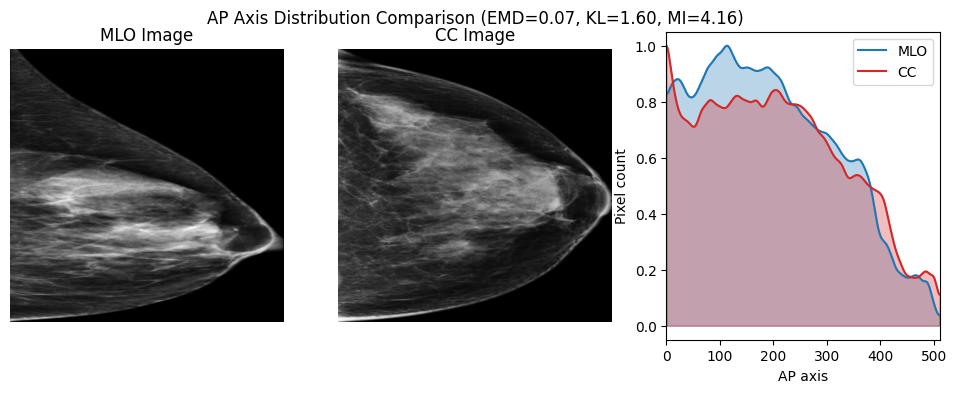 AP Axis Distribution Comparison (EMD=0.07, KL=1.60, MI=4.16)
MLO Image
CC Image
MLO
CC
Pixel count
1.0
0.8
0.6
0.4
0.2
0.0
0 100 200 300 400 500
AP axis